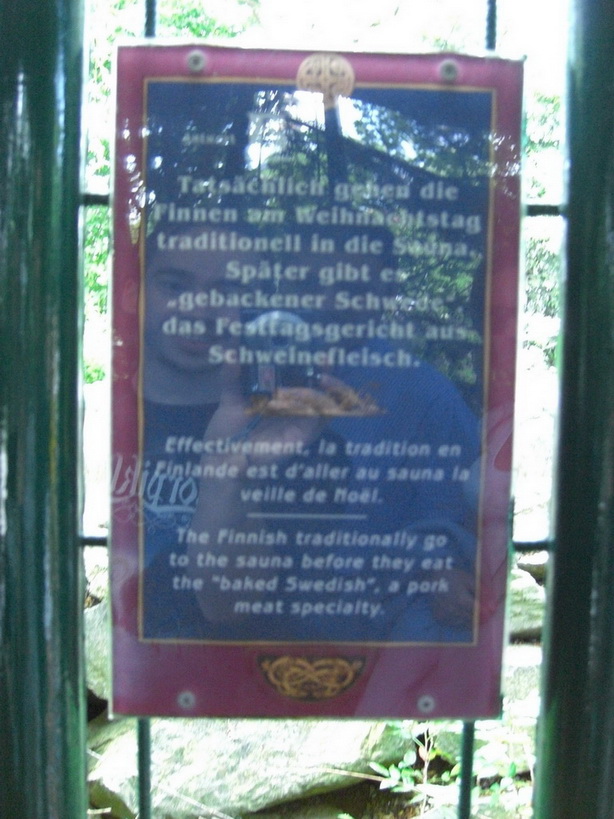 Tatsächlich gehen die
Finnen am Weihnachtstag
traditionell in die Sauna.
Später gibt es
„gebackener Schwede"
das Festtagsgericht aus
Schweinefleisch.
Effectivement, la tradition en
Finlande est d'aller au sauna la
veille de Noël.
The Finnish traditionally go
to the sauna before they eat
the "baked Swedish", a pork
meat specialty.